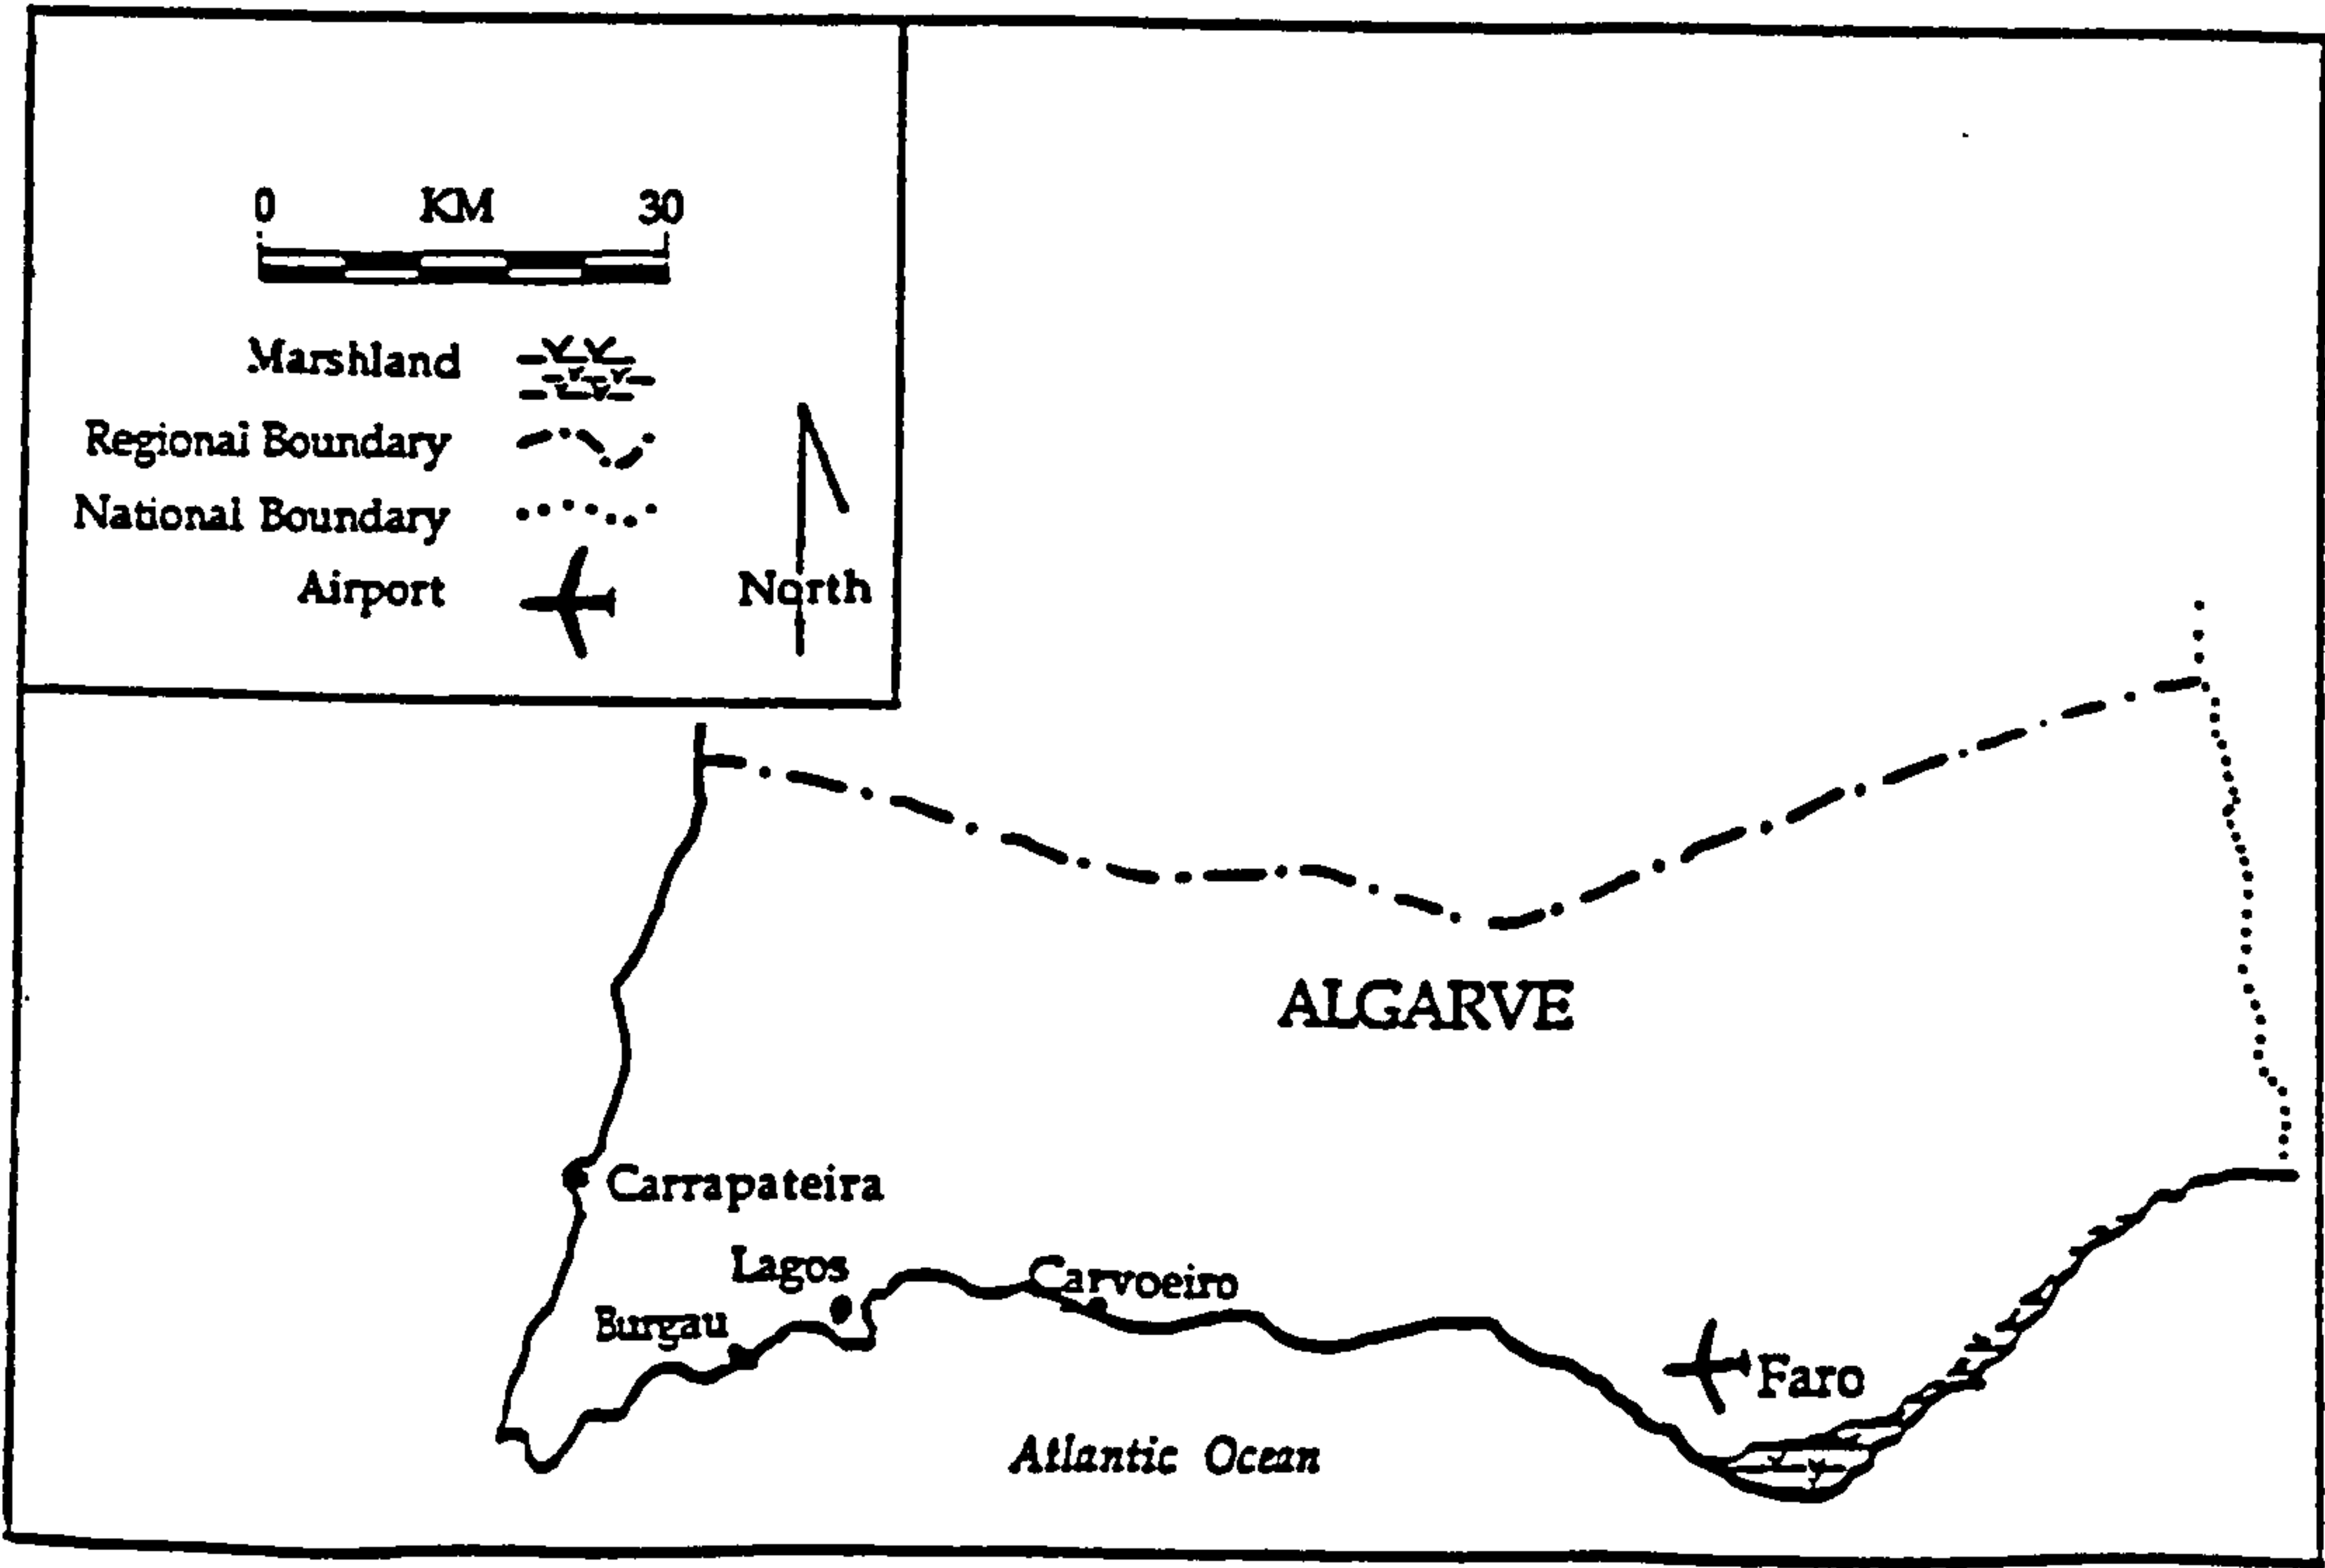 0 KM 30
Marshland
Regional Boundary
National Boundary
Airport
North
ALGARVE
Carrapateira
Lagos
Carvoeiro
Burgau
Faro
Atlantic Ocean